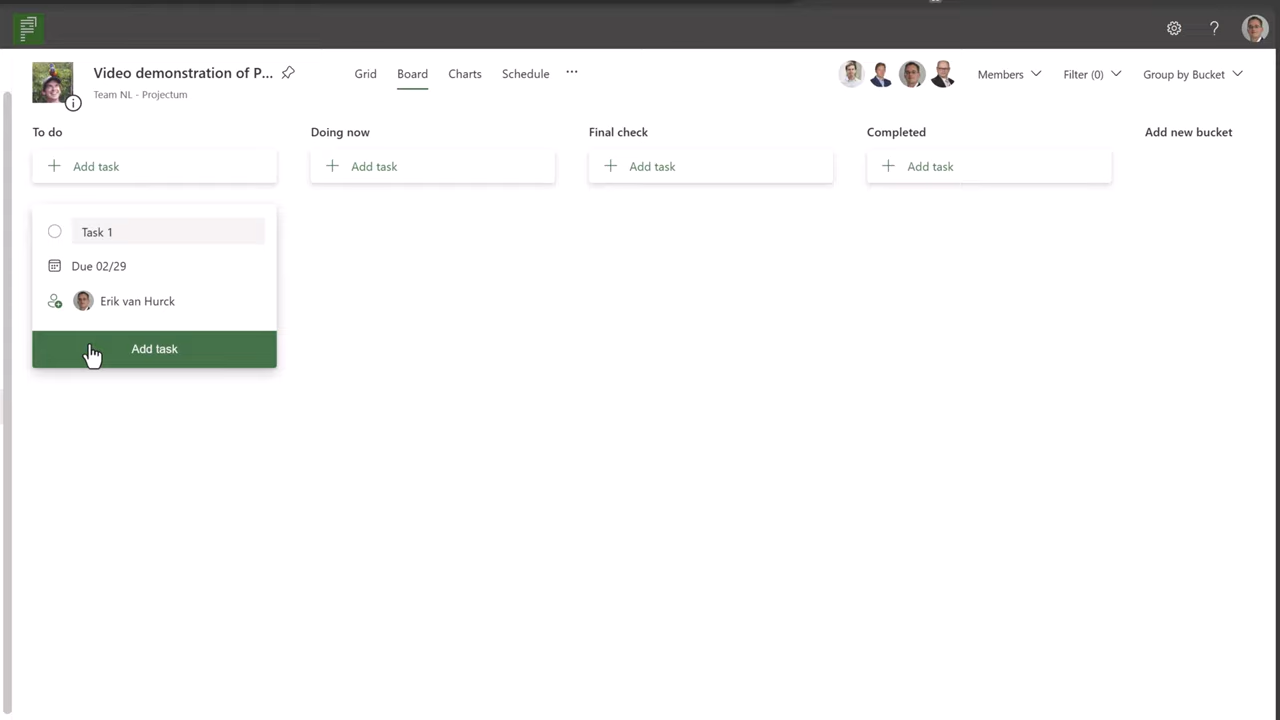 Video demonstration of P...
Team NL - Projectum
Grid
Board
Charts
Schedule
Members
Filter (0)
Group by Bucket
To do
Doing now
Final check
Completed
Add new bucket
Add task
Add task
Add task
Add task
Task 1
Due 02/29
Erik van Hurck
Add task